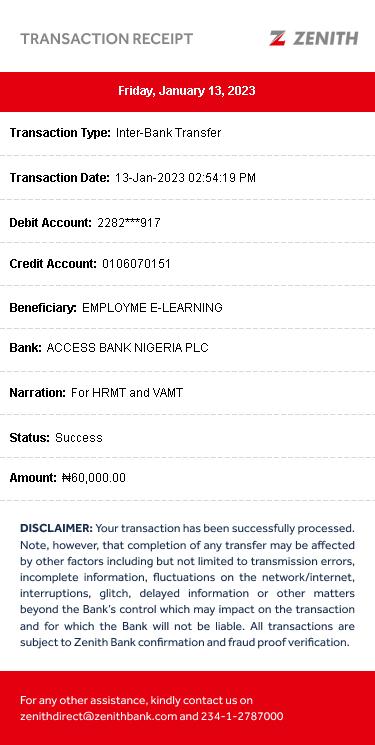 TRANSACTION RECEIPT
ZENITH
Friday, January 13, 2023
Transaction Type: Inter-Bank Transfer
Transaction Date: 13-Jan-2023 02:54:19 PM
Debit Account: 2282***917
Credit Account: 0106070151
Beneficiary: EMPLOYME E-LEARNING
Bank: ACCESS BANK NIGERIA PLC
Narration: For HRMT and VAMT
Status: Success
Amount: ₦60,000.00
DISCLAIMER: Your transaction has been successfully processed.
Note, however, that completion of any transfer may be affected
by other factors including but not limited to transmission errors,
incomplete information, fluctuations on the network/internet,
interruptions, glitch, delayed information or other matters
beyond the Bank's control which may impact on the transaction
and for which the Bank will not be liable. All transactions are
subject to Zenith Bank confirmation and fraud proof verification.
For any other assistance, kindly contact us on
zenithdirect@zenithbank.com and 234-1-2787000